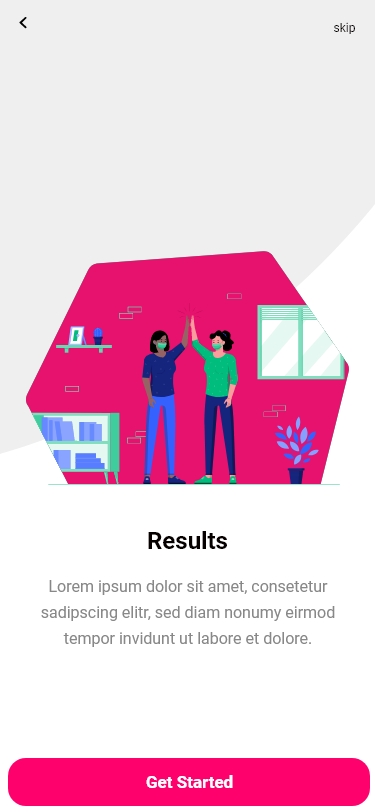 skip
Results
Lorem ipsum dolor sit amet, consetetur
sadipscing elitr, sed diam nonumy eirmod
tempor invidunt ut labore et dolore.
Get Started